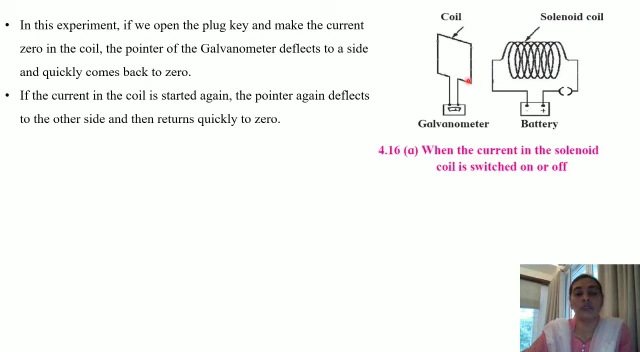 • In this experiment, if we open the plug key and make the current
zero in the coil, the pointer of the Galvanometer deflects to a side
and quickly comes back to zero.
• If the current in the coil is started again, the pointer again deflects
to the other side and then returns quickly to zero.
Coil
Solenoid coil
- +
Galvanometer
Battery
4.16 (a) When the current in the solenoid
coil is switched on or off